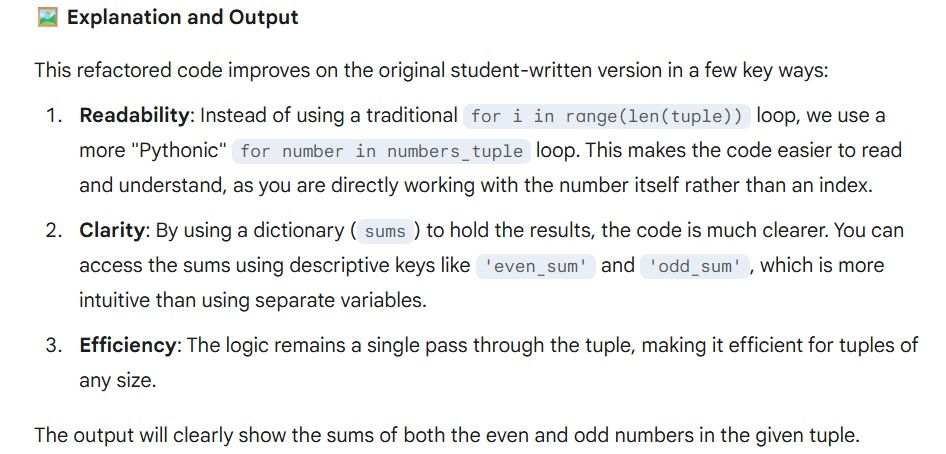 Explanation and Output
This refactored code improves on the original student-written version in a few key ways:
1. Readability: Instead of using a traditional for i in range(len(tuple)) loop, we use a
more "Pythonic" for number in numbers_tuple loop. This makes the code easier to read
and understand, as you are directly working with the number itself rather than an index.
2. Clarity: By using a dictionary ( sums ) to hold the results, the code is much clearer. You can
access the sums using descriptive keys like 'even_sum' and 'odd_sum' , which is more
intuitive than using separate variables.
3. Efficiency: The logic remains a single pass through the tuple, making it efficient for tuples of
any size.
The output will clearly show the sums of both the even and odd numbers in the given tuple.